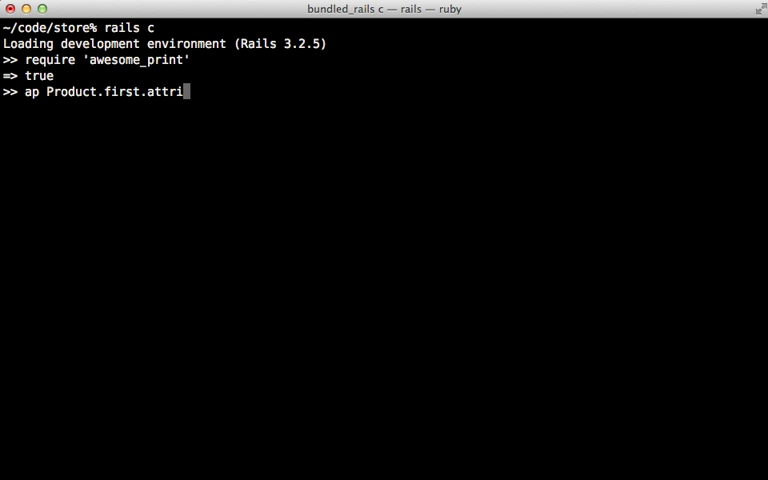 bundled_rails c — rails — ruby
~/code/store% rails c
Loading development environment (Rails 3.2.5)
>> require 'awesome_print'
=> true
>> ap Product.first.attri